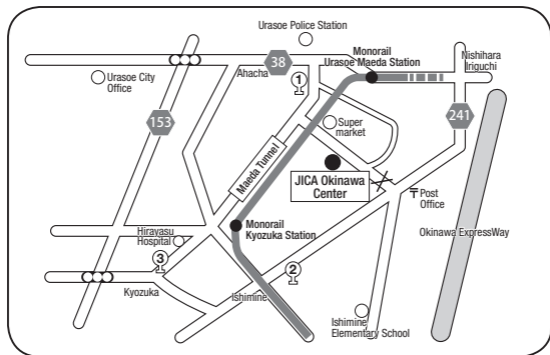 Urasoe Police Station
Monorail
Urasoe Maeda Station
Nishihara
Iriguchi
38
Ahacha
Urasoe City
Office
1
153
241
Super
market
Maeda Tunnel
JICA Okinawa
Center
Post
Office
Monorail
Kyozuka Station
Hirayasu
Hospital
Okinawa ExpressWay
3
2
Kyozuka
Ishimine
Ishimine
Elementary School